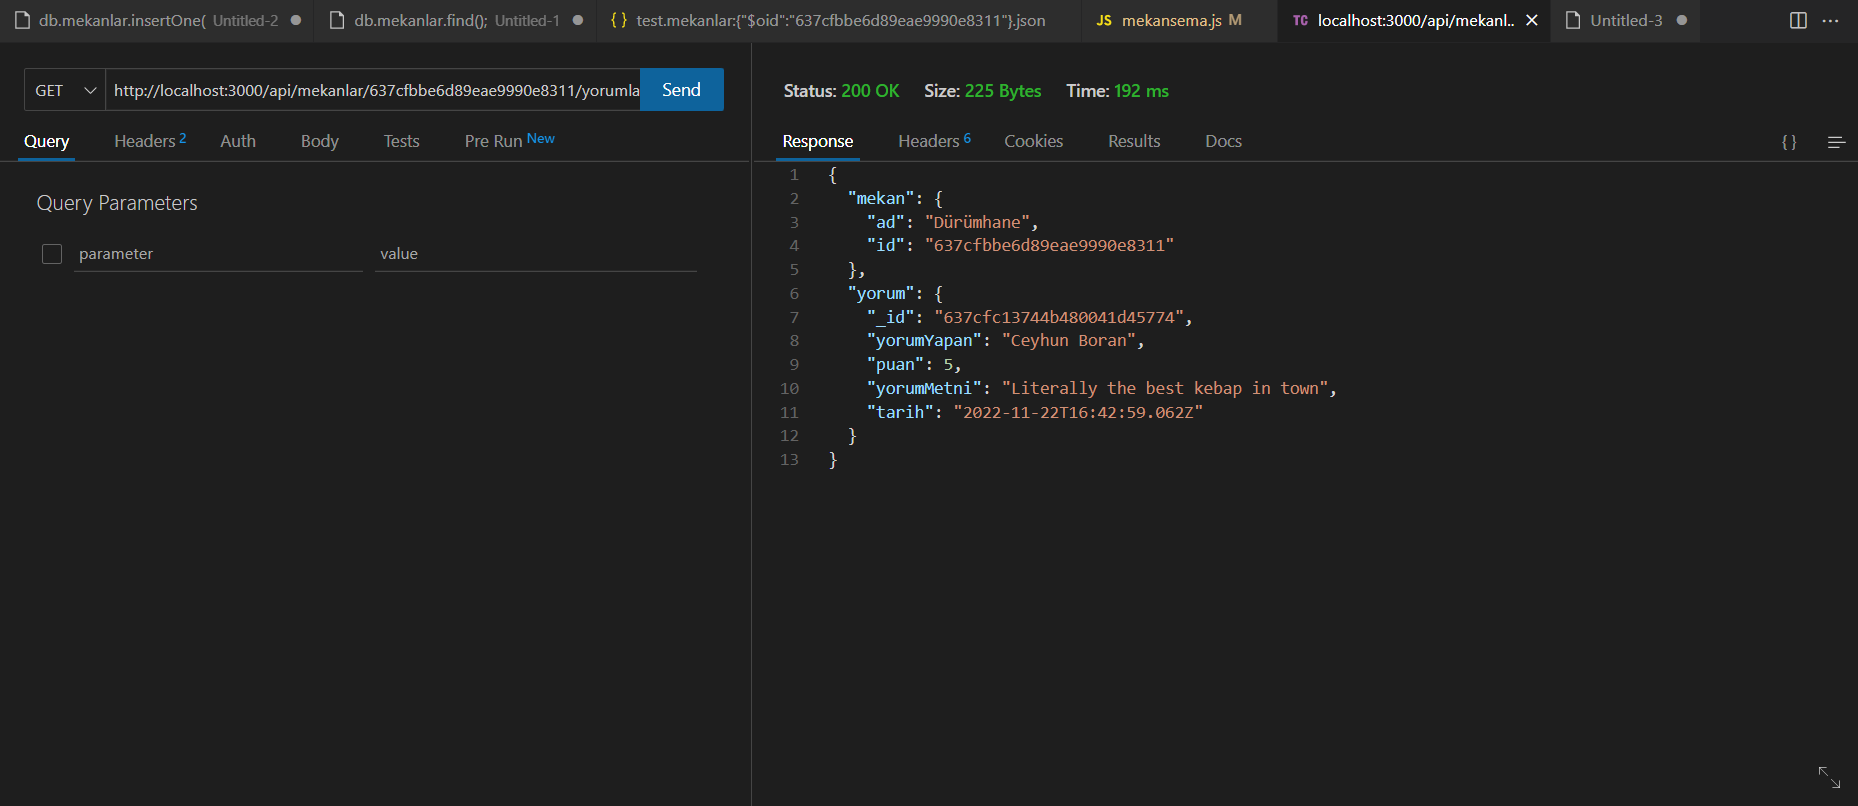 db.mekanlar.insertOne( Untitled-2
db.mekanlar.find(); Untitled-1
{ } test.mekanlar:{"$oid":"637cfbbe6d89eae9990e8311"}.json
JS mekansema.js M
TC localhost:3000/api/mekanl..
Untitled-3
GET
http://localhost:3000/api/mekanlar/637cfbbe6d89eae9990e8311/yorumla
Send
Query Headers 2 Auth Body Tests Pre Run New
Query Parameters
parameter value
Status: 200 OK Size: 225 Bytes Time: 192 ms
Response Headers 6 Cookies Results Docs { }
1 {
2 "mekan": {
3 "ad": "Dürümhane",
4 "id": "637cfbbe6d89eae9990e8311"
5 },
6 "yorum": {
7 "_id": "637cfc13744b480041d45774",
8 "yorumYapan": "Ceyhun Boran",
9 "puan": 5,
10 "yorumMetni": "Literally the best kebap in town",
11 "tarih": "2022-11-22T16:42:59.062Z"
12 }
13 }